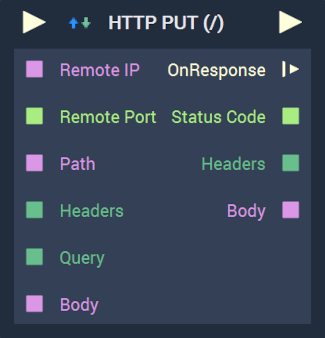 HTTP PUT (/)
Remote IP OnResponse
Remote Port Status Code
Path Headers
Headers Body
Query
Body